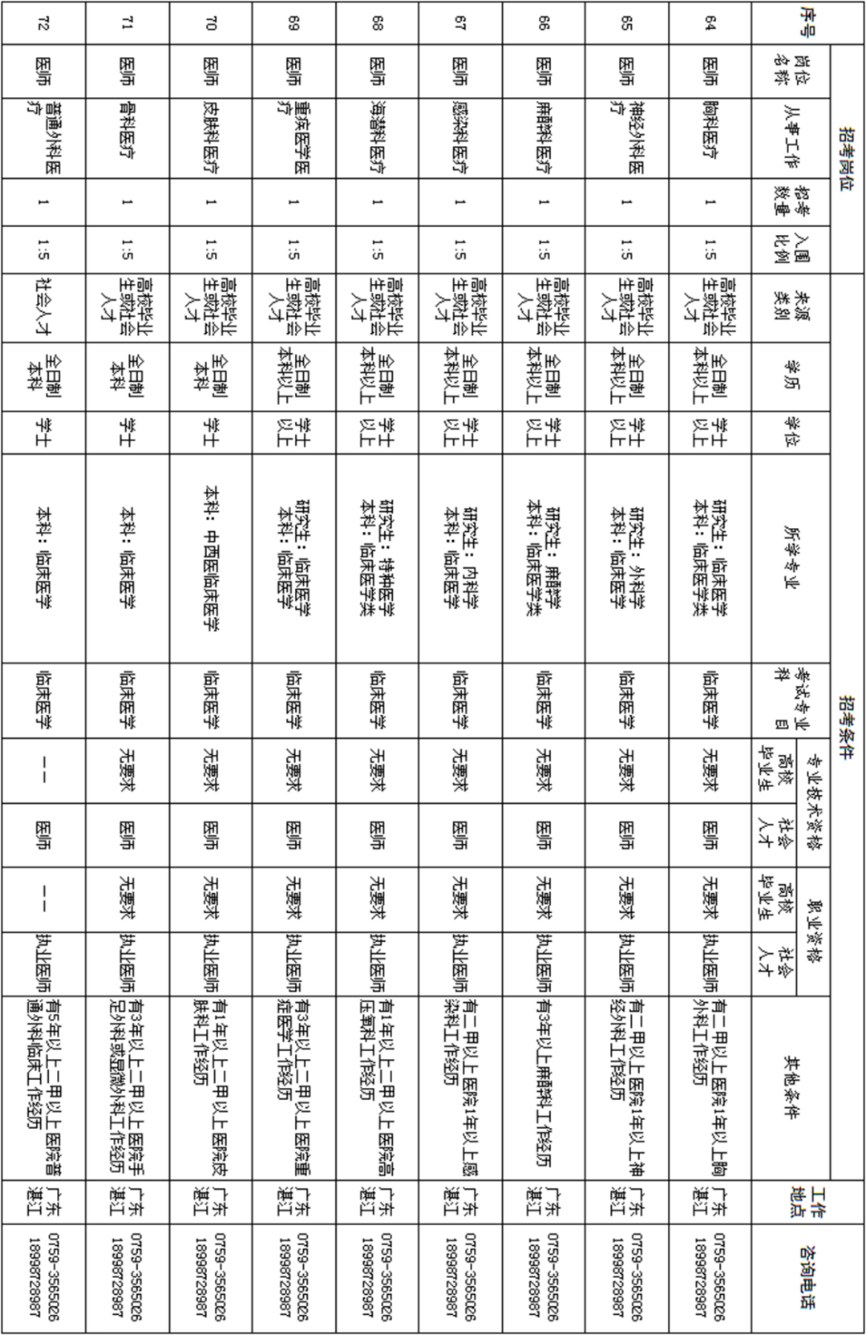 序号
招考岗位
招考条件
工作
地点
咨询电话
岗位
名称
从事工作
招考
数量
入围
比例
来源
类别
学历
学位
所学专业
考试专业
科 目
专业技术资格
职业资格
其他条件
高校
毕业生
社会
人才
高校
毕业生
社会
人才
64
医师
胸科医疗
1
1:5
高校毕业
生或社会
人才
全日制
本科以上
学士
以上
研究生：临床医学
本科：临床医学类
临床医学
无要求
医师
无要求
执业医师
有二甲以上医院1年以上胸
外科工作经历
广东
湛江
0759-3565026
18998728987
65
医师
神经外科医
疗
1
1:5
高校毕业
生或社会
人才
全日制
本科以上
学士
以上
研究生：外科学
本科：临床医学
临床医学
无要求
医师
无要求
执业医师
有二甲以上医院1年以上神
经外科工作经历
广东
湛江
0759-3565026
18998728987
66
医师
麻醉科医疗
1
1:5
高校毕业
生或社会
人才
全日制
本科以上
学士
以上
研究生：麻醉学
本科：临床医学类
临床医学
无要求
医师
无要求
执业医师
有3年以上麻醉科工作经历
广东
湛江
0759-3565026
18998728987
67
医师
感染科医疗
1
1:5
高校毕业
生或社会
人才
全日制
本科以上
学士
以上
研究生：内科学
本科：临床医学
临床医学
无要求
医师
无要求
执业医师
有二甲以上医院1年以上感
染科工作经历
广东
湛江
0759-3565026
18998728987
68
医师
海潜科医疗
1
1:5
高校毕业
生或社会
人才
全日制
本科以上
学士
以上
研究生：特种医学
本科：临床医学类
临床医学
无要求
医师
无要求
执业医师
有1年以上二甲以上医院高
压氧科工作经历
广东
湛江
0759-3565026
18998728987
69
医师
重疾医学医
疗
1
1:5
高校毕业
生或社会
人才
全日制
本科以上
学士
以上
研究生：临床医学
本科：临床医学
临床医学
无要求
医师
无要求
执业医师
有3年以上二甲以上医院重
症医学工作经历
广东
湛江
0759-3565026
18998728987
70
医师
皮肤科医疗
1
1:5
高校毕业
生或社会
人才
全日制
本科
学士
本科：中西医临床医学
临床医学
无要求
医师
无要求
执业医师
有1年以上二甲以上医院皮
肤科工作经历
广东
湛江
0759-3565026
18998728987
71
医师
骨科医疗
1
1:5
高校毕业
生或社会
人才
全日制
本科
学士
本科：临床医学
临床医学
无要求
医师
无要求
执业医师
有3年以上二甲以上医院手
足外科或显微外科工作经历
广东
湛江
0759-3565026
18998728987
72
医师
普通外科医
疗
1
1:5
社会人才
全日制
本科
学士
本科：临床医学
临床医学
——
医师
——
执业医师
有5年以上二甲以上医院普
通外科临床工作经历
广东
湛江
0759-3565026
18998728987